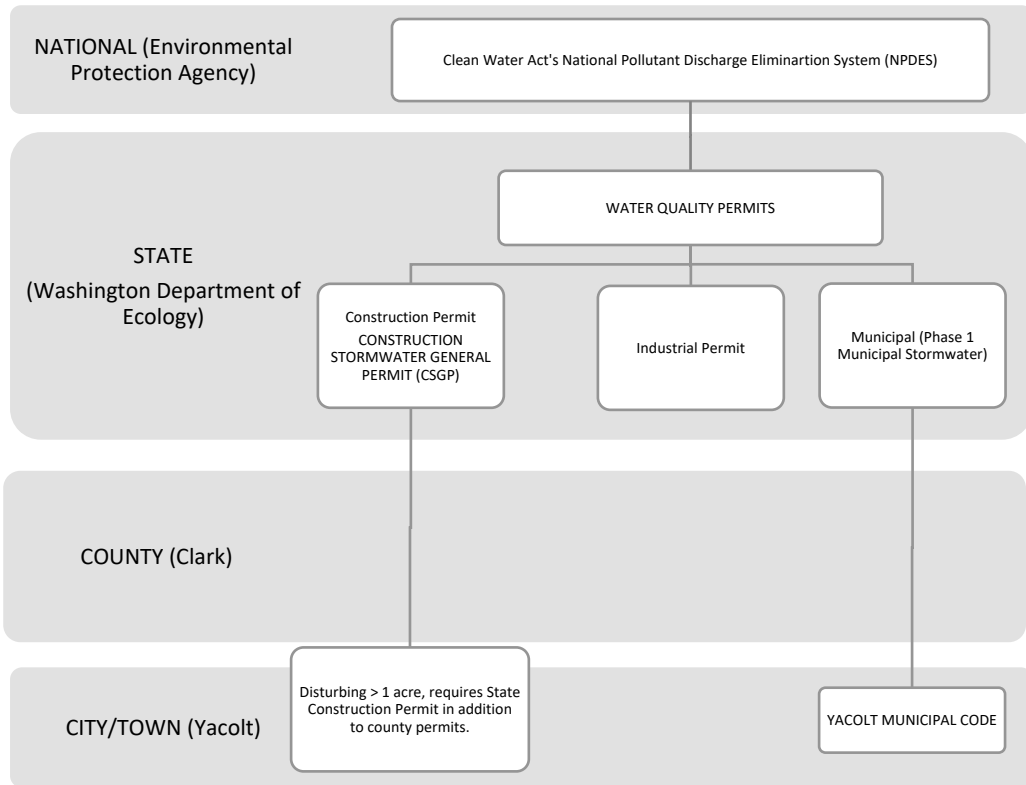 NATIONAL (Environmental
Protection Agency)
Clean Water Act's National Pollutant Discharge Eliminartion System (NPDES)
WATER QUALITY PERMITS
STATE
(Washington Department of
Ecology)
Construction Permit
CONSTRUCTION
STORMWATER GENERAL
PERMIT (CSGP)
Industrial Permit
Municipal (Phase 1
Municipal Stormwater)
COUNTY (Clark)
CITY/TOWN (Yacolt)
Disturbing > 1 acre, requires State
Construction Permit in addition
to county permits.
YACOLT MUNICIPAL CODE